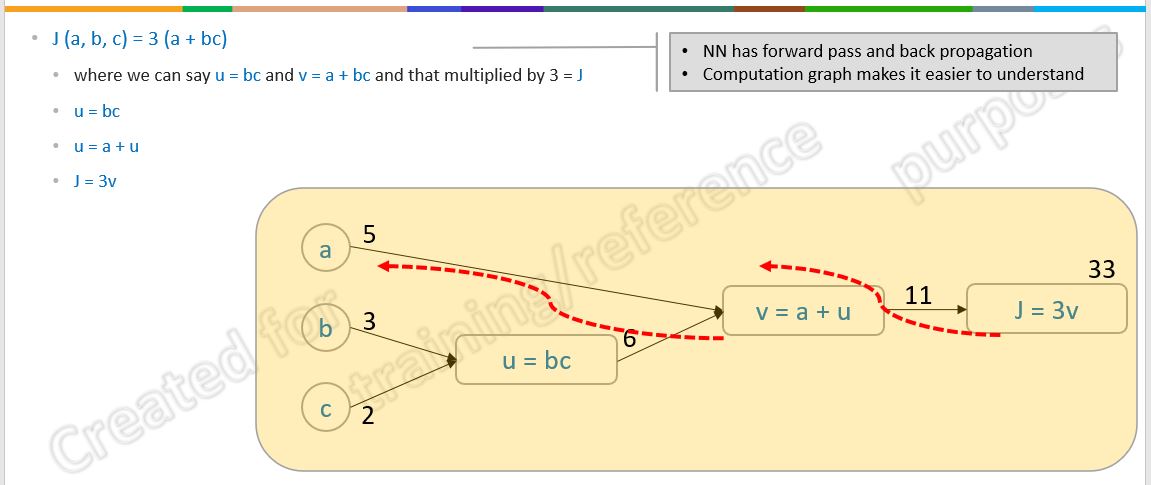 J (a, b, c) = 3 (a + bc)
where we can say u = bc and v = a + bc and that multiplied by 3 = J
u = bc
u = a + u
J = 3v
NN has forward pass and back propagation
Computation graph makes it easier to understand
a
5
b
3
c
2
u = bc
6
v = a + u
11
J = 3v
33
Created for training/reference purposes